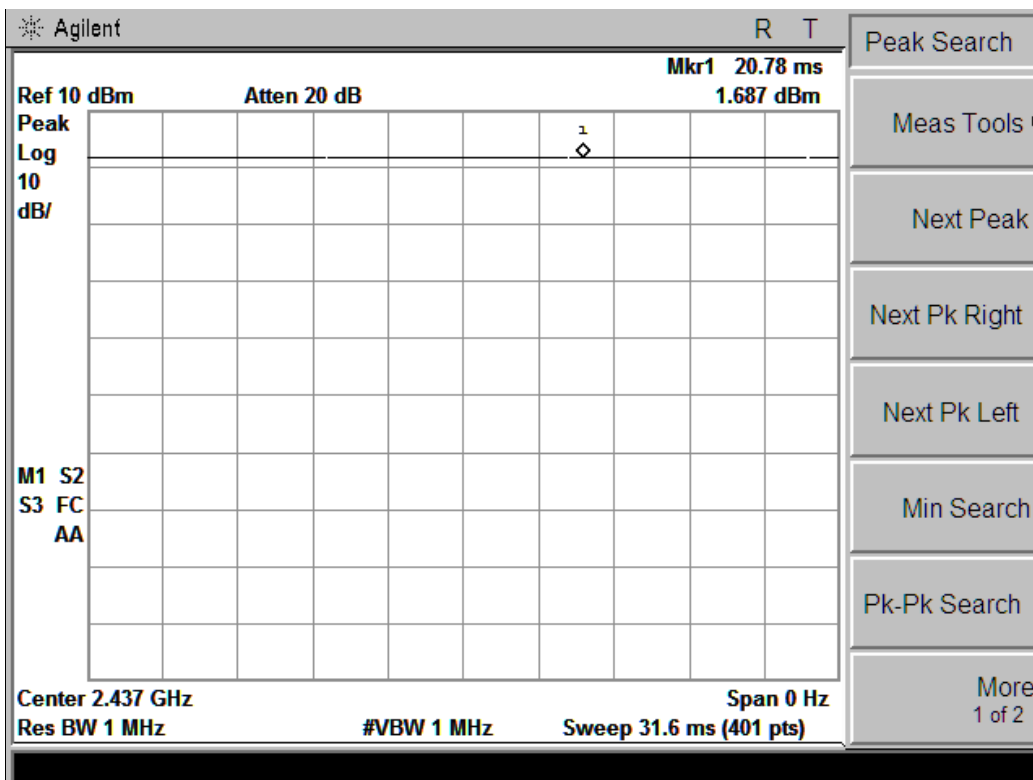 Agilent R T
Mkr1 20.78 ms
Ref 10 dBm Atten 20 dB 1.687 dBm
Peak
Log
10
dB/
1
M1 S2
S3 FC
AA
Center 2.437 GHz Span 0 Hz
Res BW 1 MHz #VBW 1 MHz Sweep 31.6 ms (401 pts)
Peak Search
Meas Tools
Next Peak
Next Pk Right
Next Pk Left
Min Search
Pk-Pk Search
More
1 of 2